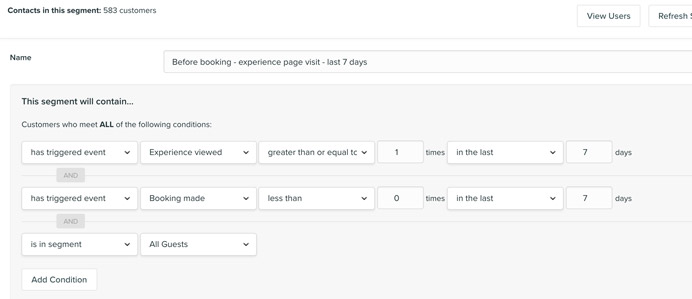 Contacts in this segment: 583 customers
View Users
Refresh S
Name
Before booking - experience page visit - last 7 days
This segment will contain...
Customers who meet ALL of the following conditions:
has triggered event Experience viewed greater than or equal to 1 times in the last 7 days
AND
has triggered event Booking made less than 0 times in the last 7 days
AND
is in segment All Guests
Add Condition